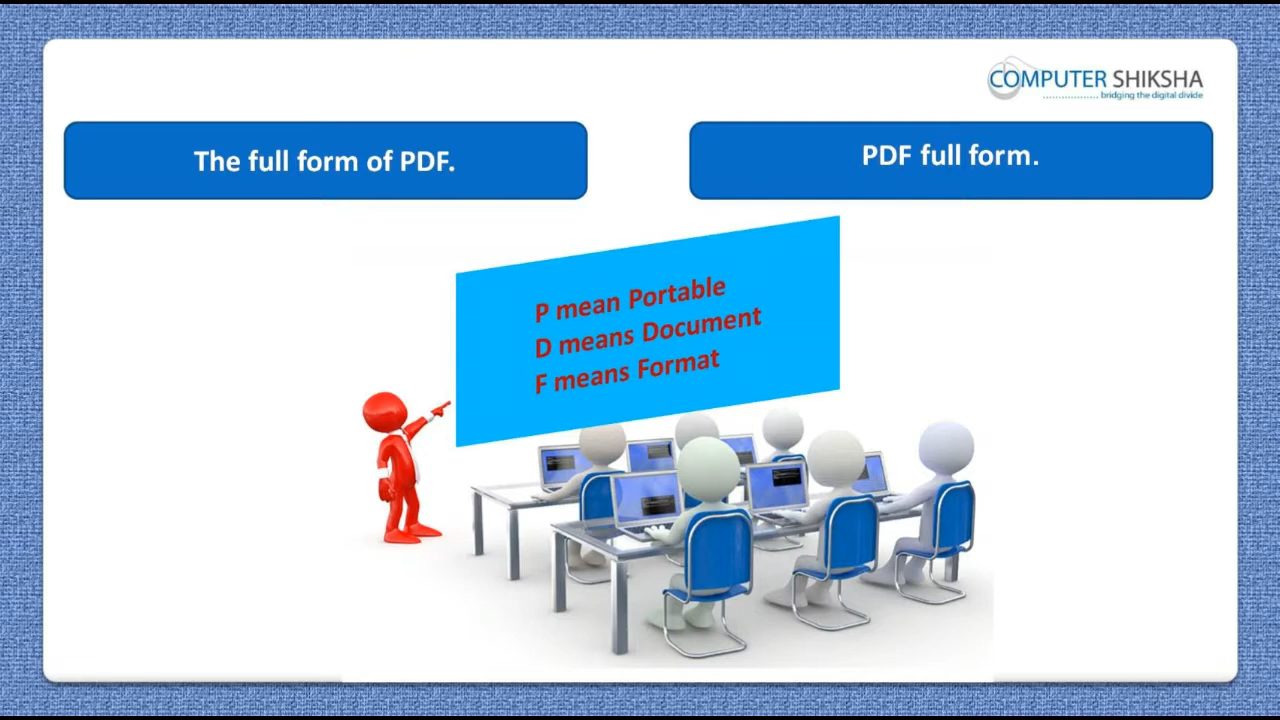 COMPUTER SHIKSHA
bridging the digital divide
The full form of PDF.
PDF full form.
P mean Portable
D means Document
F means Format